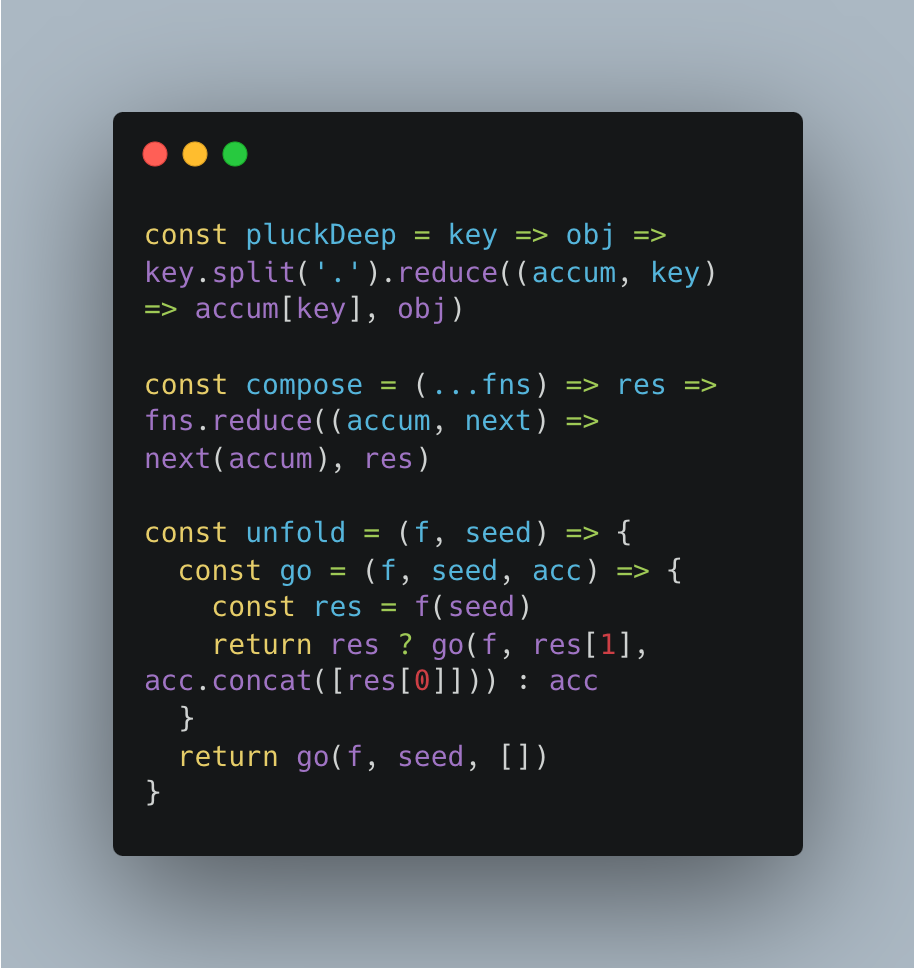 const pluckDeep = key => obj =>
key.split('.').reduce((accum, key)
=> accum[key], obj)

const compose = (...fns) => res =>
fns.reduce((accum, next) =>
next(accum), res)

const unfold = (f, seed) => {
  const go = (f, seed, acc) => {
    const res = f(seed)
    return res ? go(f, res[1],
acc.concat([res[0]])) : acc
  }
  return go(f, seed, [])
}